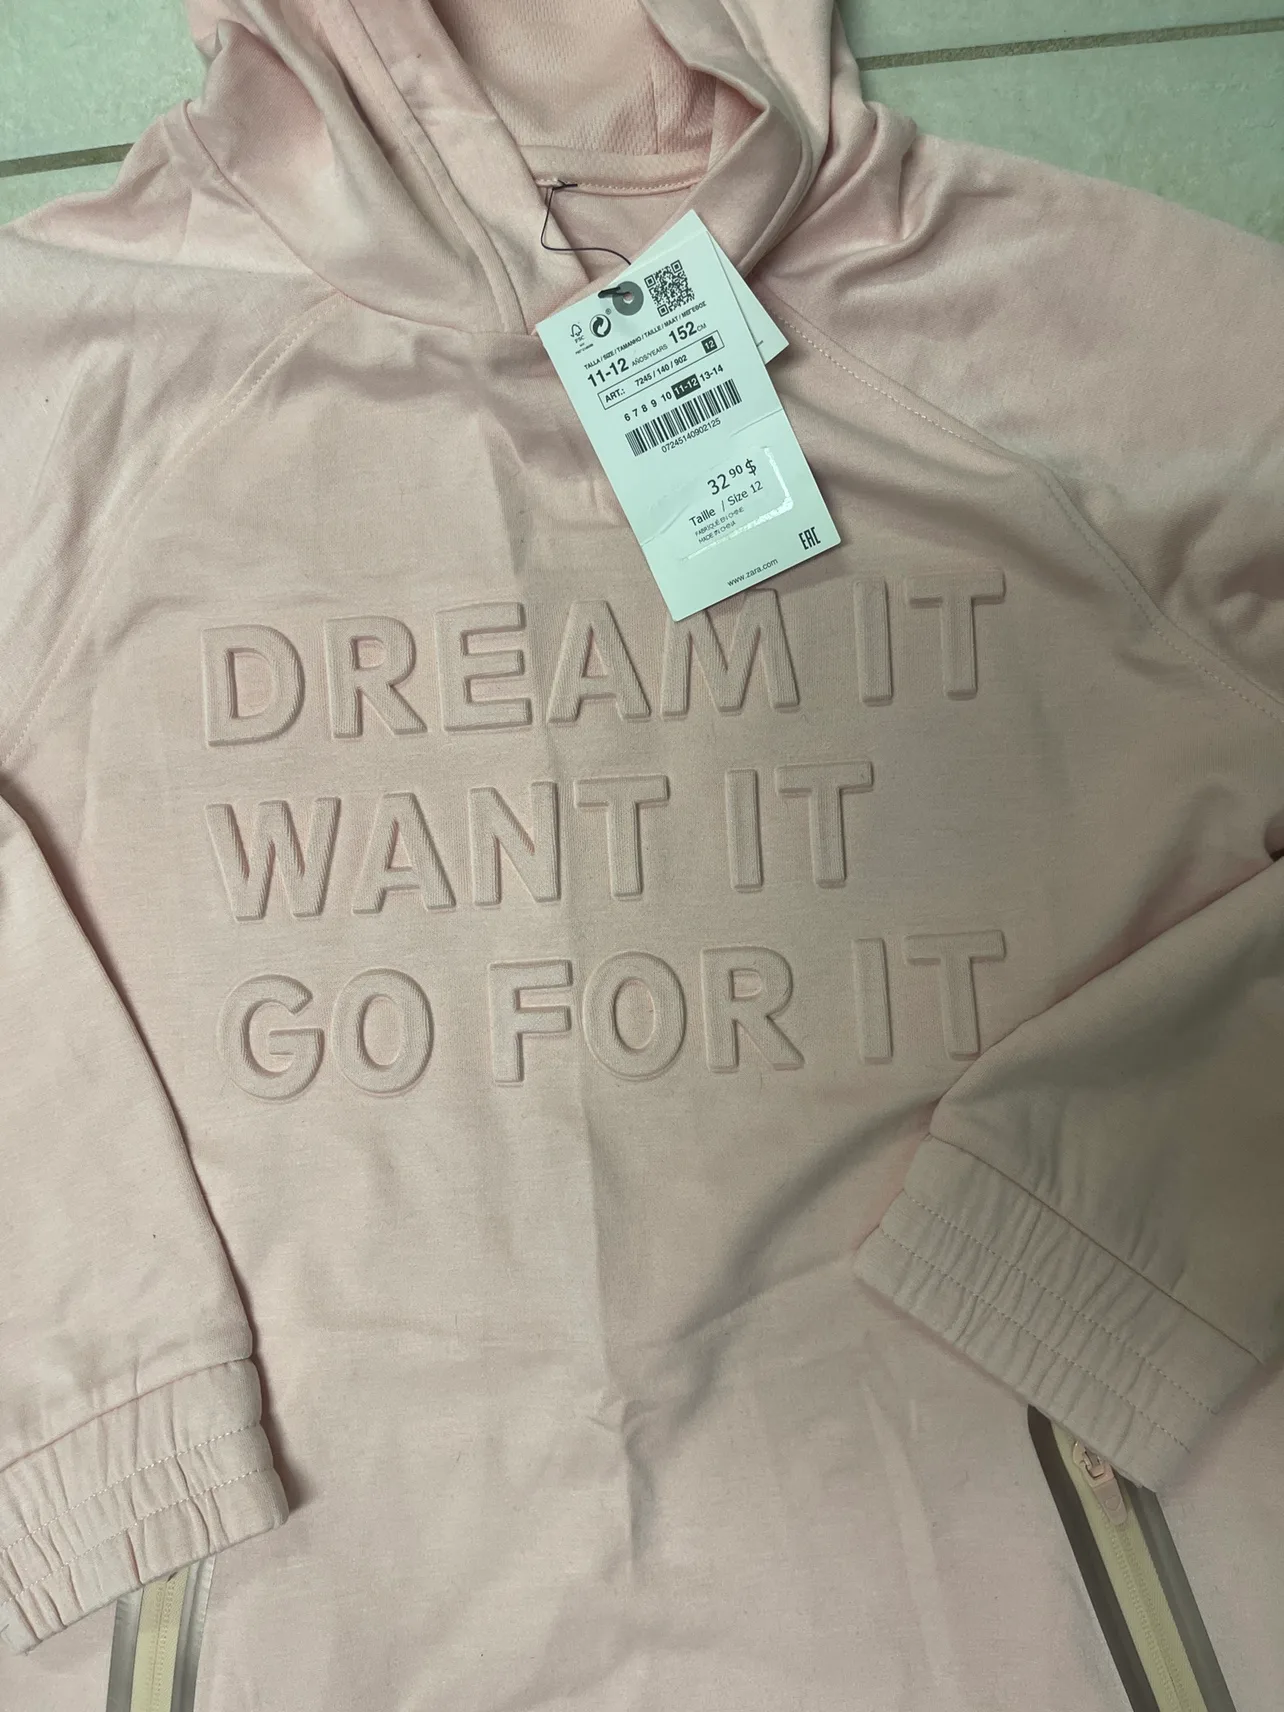 FSC
TALLA / SIZE / TAMANHO / TAILLE / MAAT / ΜΕΓΕΘΟΣ
11-12 AÑOS/YEARS 152CM
ART.: 7245 / 140 / 902 12
6 7 8 9 10 11-12 13-14
07245140902125
32 90 $
Taille / Size 12
FABRIQUÉ EN CHINE
MADE IN CHINA
EAC
www.zara.com
DREAM IT
WANT IT
GO FOR IT